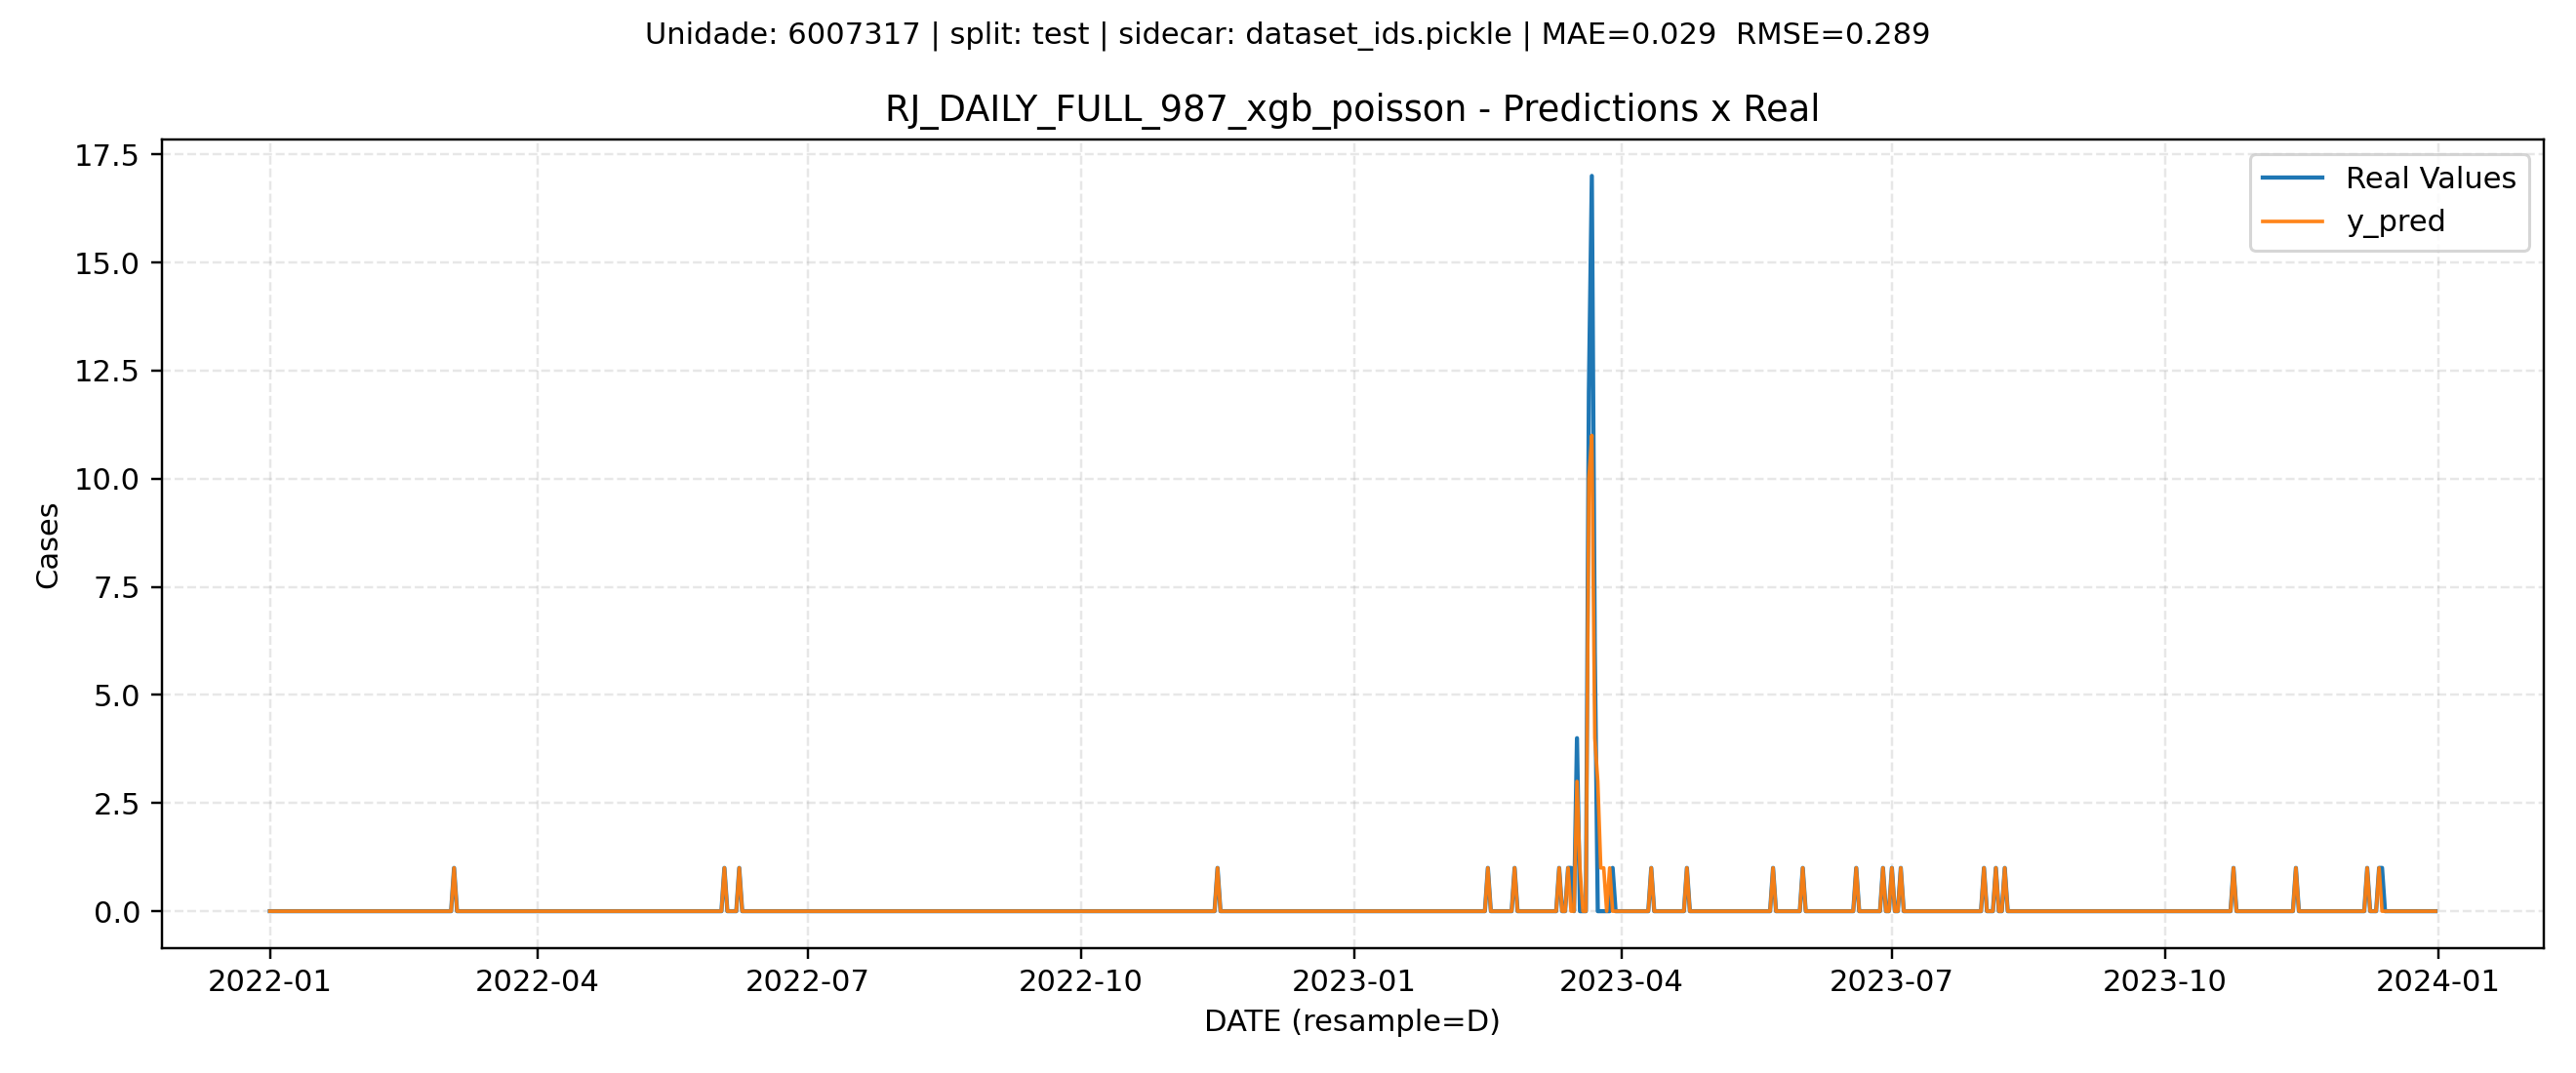 Unidade: 6007317 | split: test | sidecar: dataset_ids.pickle | MAE=0.029  RMSE=0.289
RJ_DAILY_FULL_987_xgb_poisson - Predictions x Real
17.5
15.0
12.5
10.0
7.5
5.0
2.5
0.0
Cases
Real Values
y_pred
2022-01 2022-04 2022-07 2022-10 2023-01 2023-04 2023-07 2023-10 2024-01
DATE (resample=D)